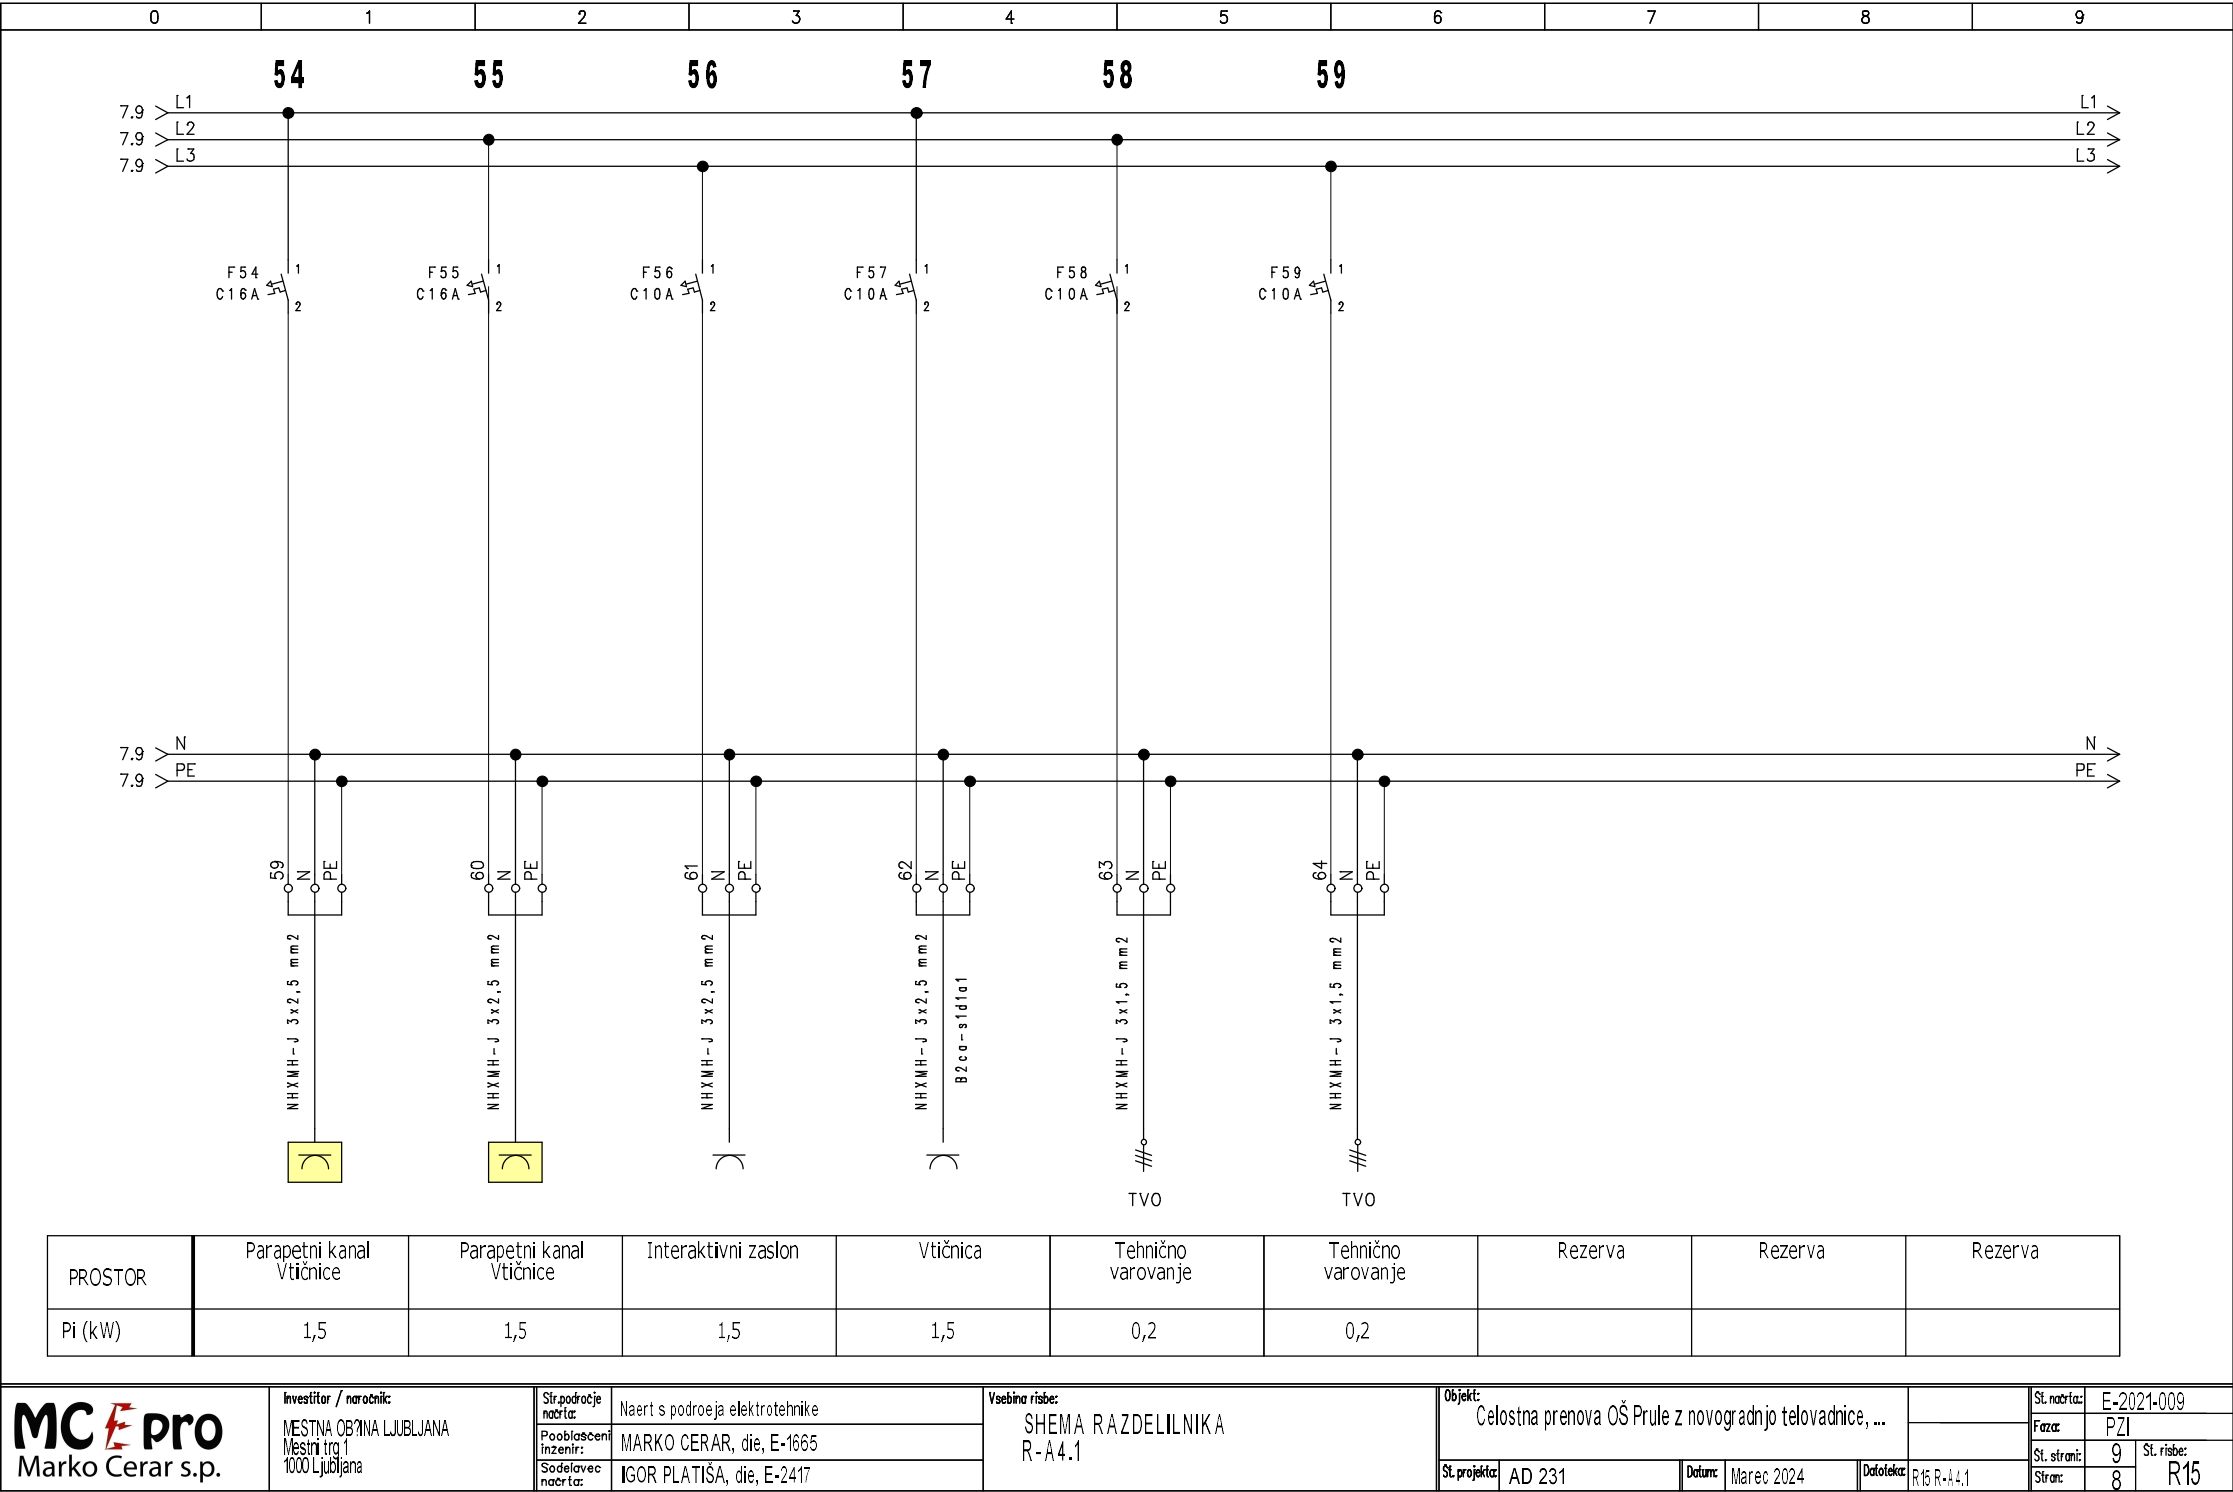 0 1 2 3 4 5 6 7 8 9
54 55 56 57 58 59
7.9 L1 L1
7.9 L2 L2
7.9 L3 L3
F54 1 F55 1 F56 1 F57 1 F58 1 F59 1
C16A C16A C10A C10A C10A C10A
2 2 2 2 2 2
7.9 N N
7.9 PE PE
59 N PE 60 N PE 61 N PE 62 N PE 63 N PE 64 N PE
NHXMH-J 3x2,5 mm2
NHXMH-J 3x2,5 mm2
NHXMH-J 3x2,5 mm2
NHXMH-J 3x2,5 mm2
B2ca-s1d1a1
NHXMH-J 3x1,5 mm2
NHXMH-J 3x1,5 mm2
TVO TVO
PROSTOR
Parapetni kanal
Vtičnice
Parapetni kanal
Vtičnice
Interaktivni zaslon
Vtičnica
Tehnično
varovanje
Tehnično
varovanje
Rezerva
Rezerva
Rezerva
Pi (kW) 1,5 1,5 1,5 1,5 0,2 0,2
MC E pro
Marko Cerar s.p.
Investitor / naročnik:
MESTNA OB?INA LJUBLJANA
Mestni trg 1
1000 Ljubljana
Str.področje
načrta:
Naert s podroeja elektrotehnike
Pooblaščeni
inženir:
MARKO CERAR, die, E-1665
Sodelavec
načrta:
IGOR PLATIŠA, die, E-2417
Vsebina risbe:
SHEMA RAZDELILNIKA
R-A4.1
Objekt:
Celostna prenova OŠ Prule z novogradnjo telovadnice, ...
Št. projekta: AD 231
Datum: Marec 2024
Datoteka: R15 R-A4.1
Št. načrta: E-2021-009
Faza: PZI
Št. strani: 9
Stran: 8
Št. risbe:
R15